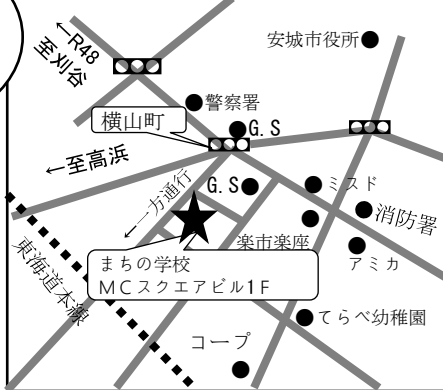 ←R48
至刈谷
安城市役所
警察署
横山町
G.S
←至高浜
←一方通行
G.S
ミスド
消防署
楽市楽座
アミカ
まちの学校
MCスクエアビル1F
東海道本線
てらべ幼稚園
コープ